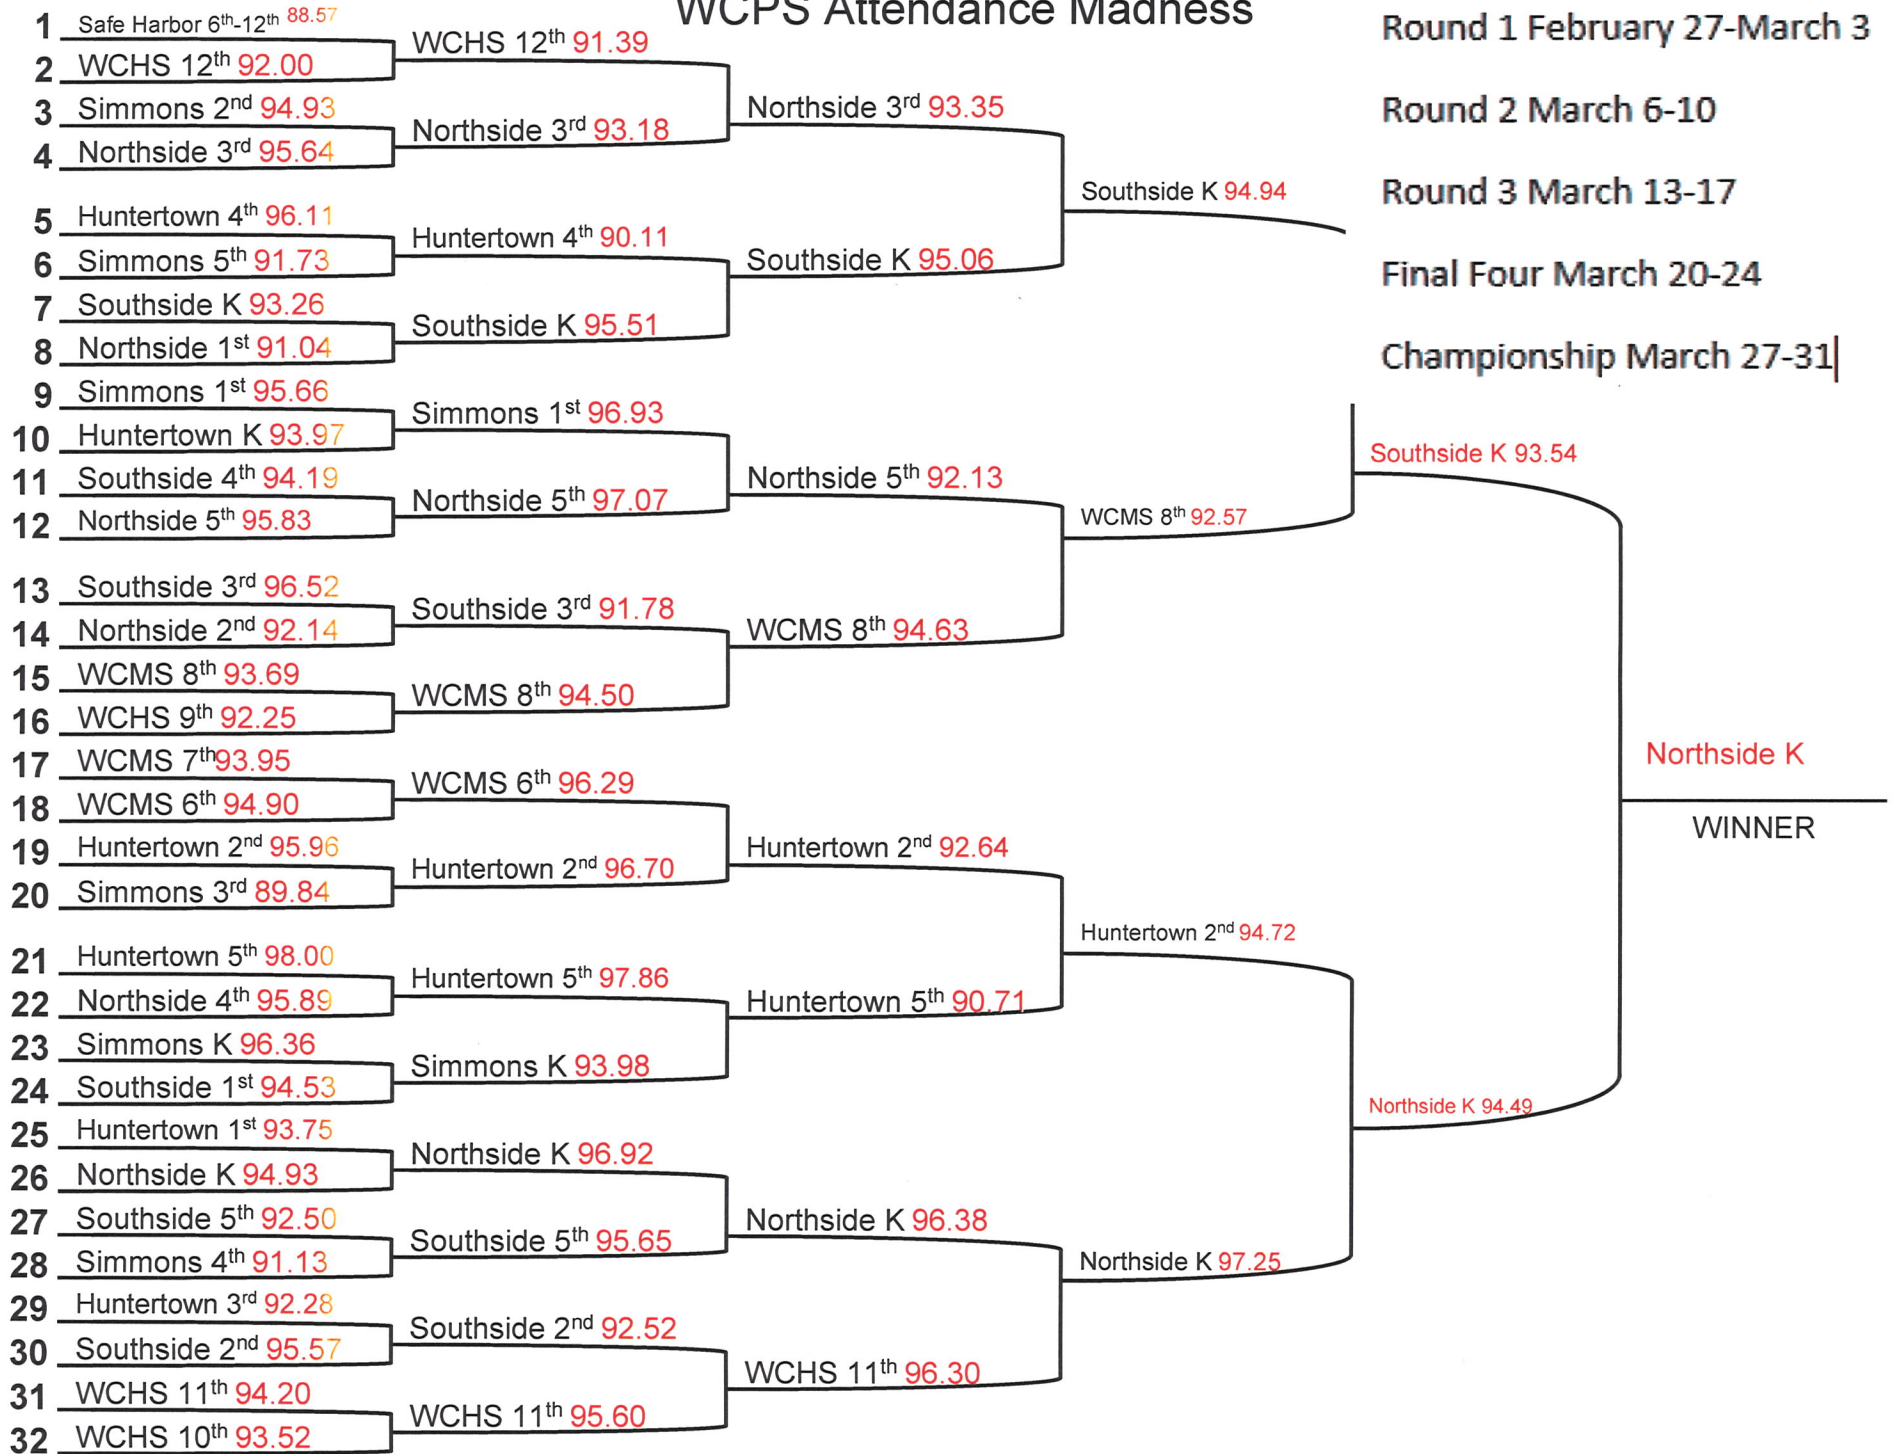 WCPS Attendance Madness
Round 1 February 27-March 3
Round 2 March 6-10
Round 3 March 13-17
Final Four March 20-24
Championship March 27-31
1 Safe Harbor 6th-12th 88.57
2 WCHS 12th 92.00
3 Simmons 2nd 94.93
4 Northside 3rd 95.64
5 Huntertown 4th 96.11
6 Simmons 5th 91.73
7 Southside K 93.26
8 Northside 1st 91.04
9 Simmons 1st 95.66
10 Huntertown K 93.97
11 Southside 4th 94.19
12 Northside 5th 95.83
13 Southside 3rd 96.52
14 Northside 2nd 92.14
15 WCMS 8th 93.69
16 WCHS 9th 92.25
17 WCMS 7th93.95
18 WCMS 6th 94.90
19 Huntertown 2nd 95.96
20 Simmons 3rd 89.84
21 Huntertown 5th 98.00
22 Northside 4th 95.89
23 Simmons K 96.36
24 Southside 1st 94.53
25 Huntertown 1st 93.75
26 Northside K 94.93
27 Southside 5th 92.50
28 Simmons 4th 91.13
29 Huntertown 3rd 92.28
30 Southside 2nd 95.57
31 WCHS 11th 94.20
32 WCHS 10th 93.52
WCHS 12th 91.39
Northside 3rd 93.18
Huntertown 4th 90.11
Southside K 95.51
Simmons 1st 96.93
Northside 5th 97.07
Southside 3rd 91.78
WCMS 8th 94.50
WCMS 6th 96.29
Huntertown 2nd 96.70
Huntertown 5th 97.86
Simmons K 93.98
Northside K 96.92
Southside 5th 95.65
Southside 2nd 92.52
WCHS 11th 95.60
Northside 3rd 93.35
Southside K 95.06
Northside 5th 92.13
WCMS 8th 94.63
Huntertown 2nd 92.64
Huntertown 5th 90.71
Northside K 96.38
WCHS 11th 96.30
Southside K 94.94
WCMS 8th 92.57
Huntertown 2nd 94.72
Northside K 97.25
Southside K 93.54
Northside K 94.49
Northside K
WINNER